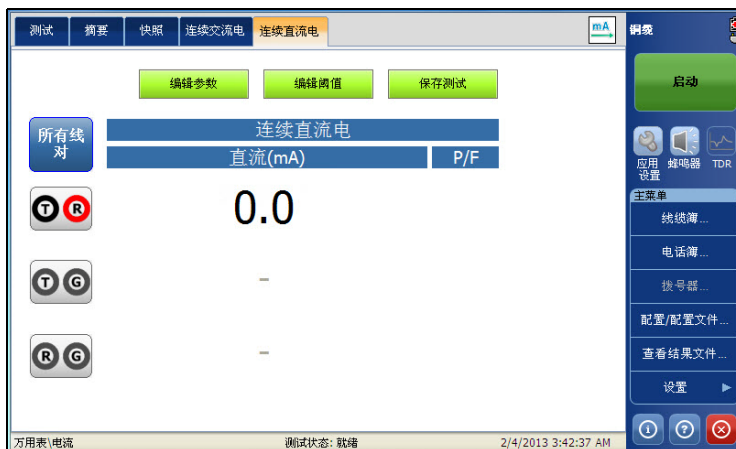 测试 摘要 快照 连续交流电 连续直流电 mA
编辑参数 编辑阈值 保存测试
所有线
对
连续直流电
直流(mA) P/F
T R 0.0
T G -
R G -
万用表\电流 测试状态: 就绪 2/4/2013 3:42:37 AM
铜缆
启动
应用
设置 蜂鸣器 TDR
主菜单
线缆簿...
电话簿...
拨号器...
配置/配置文件...
查看结果文件...
设置